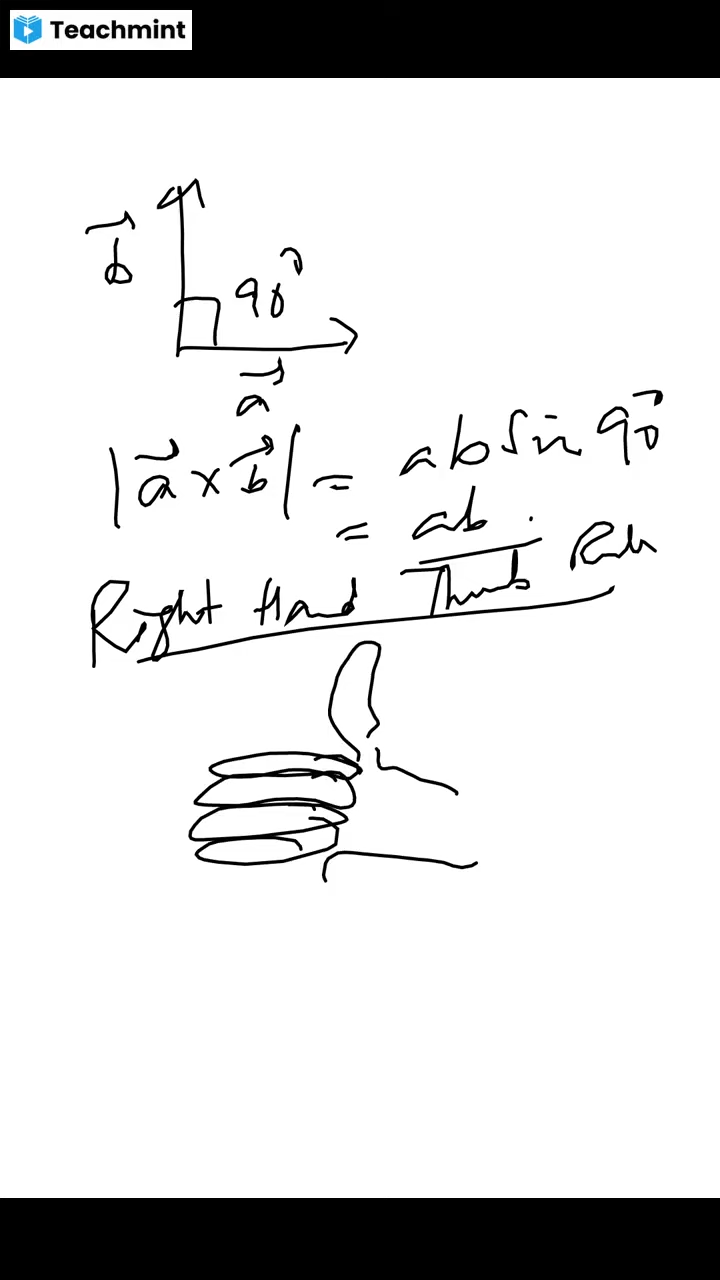 Teachmint
b⃗
90°
a⃗
|a⃗ × b⃗| = ab Sin 90°
= ab.
Right Hand Thumb Rule